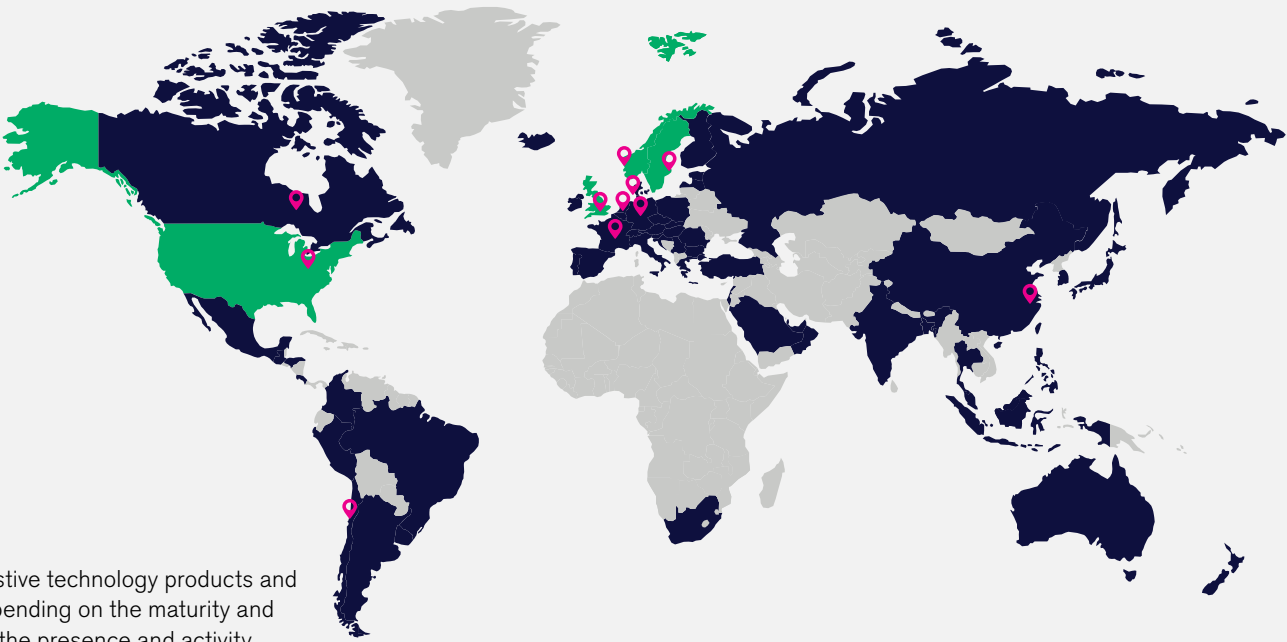 stive technology products and
pending on the maturity and
the presence and activity